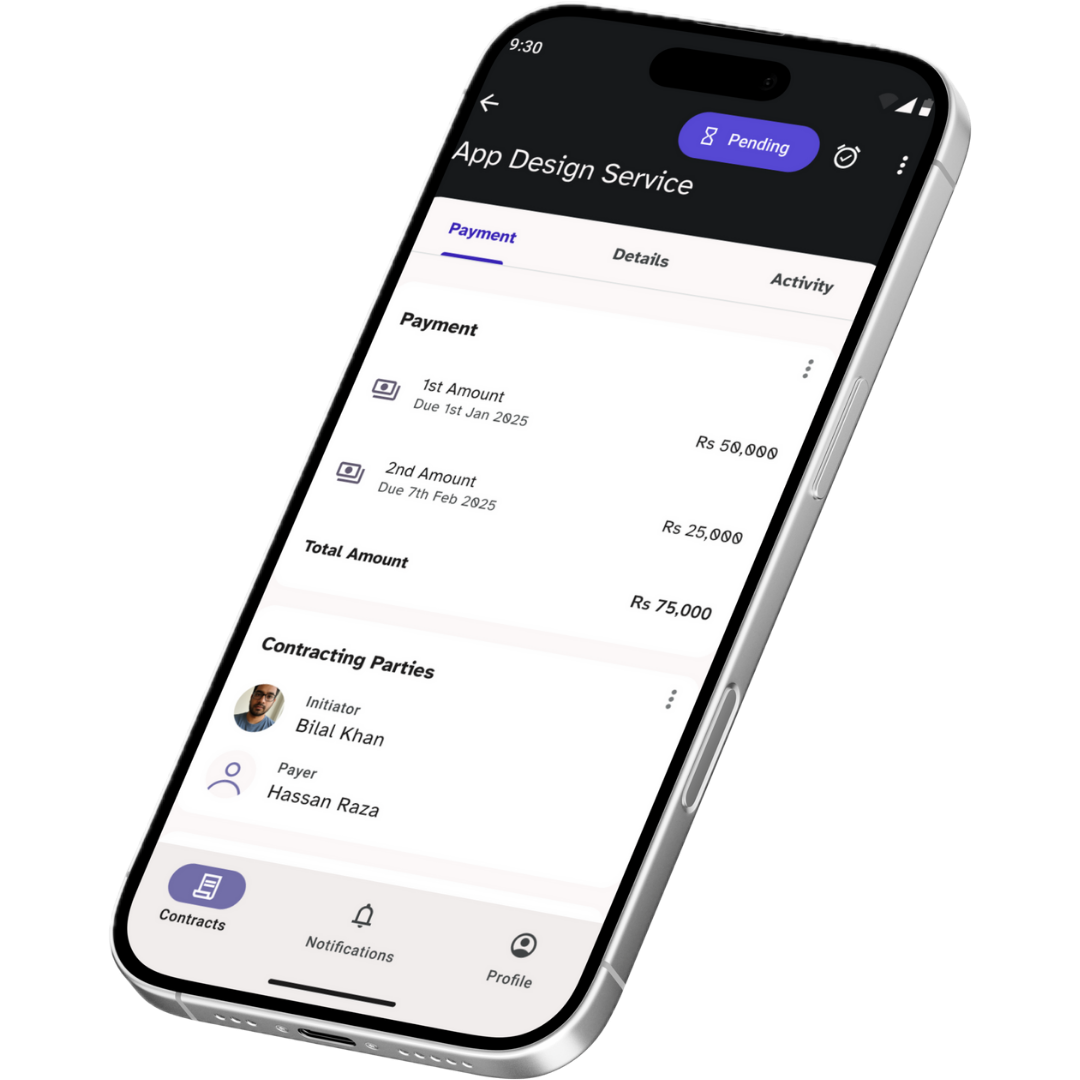 9:30
Pending
App Design Service
Payment
Details
Activity
Payment
1st Amount
Due 1st Jan 2025
Rs 50,000
2nd Amount
Due 7th Feb 2025
Rs 25,000
Total Amount
Rs 75,000
Contracting Parties
Initiator
Bilal Khan
Payer
Hassan Raza
Contracts
Notifications
Profile